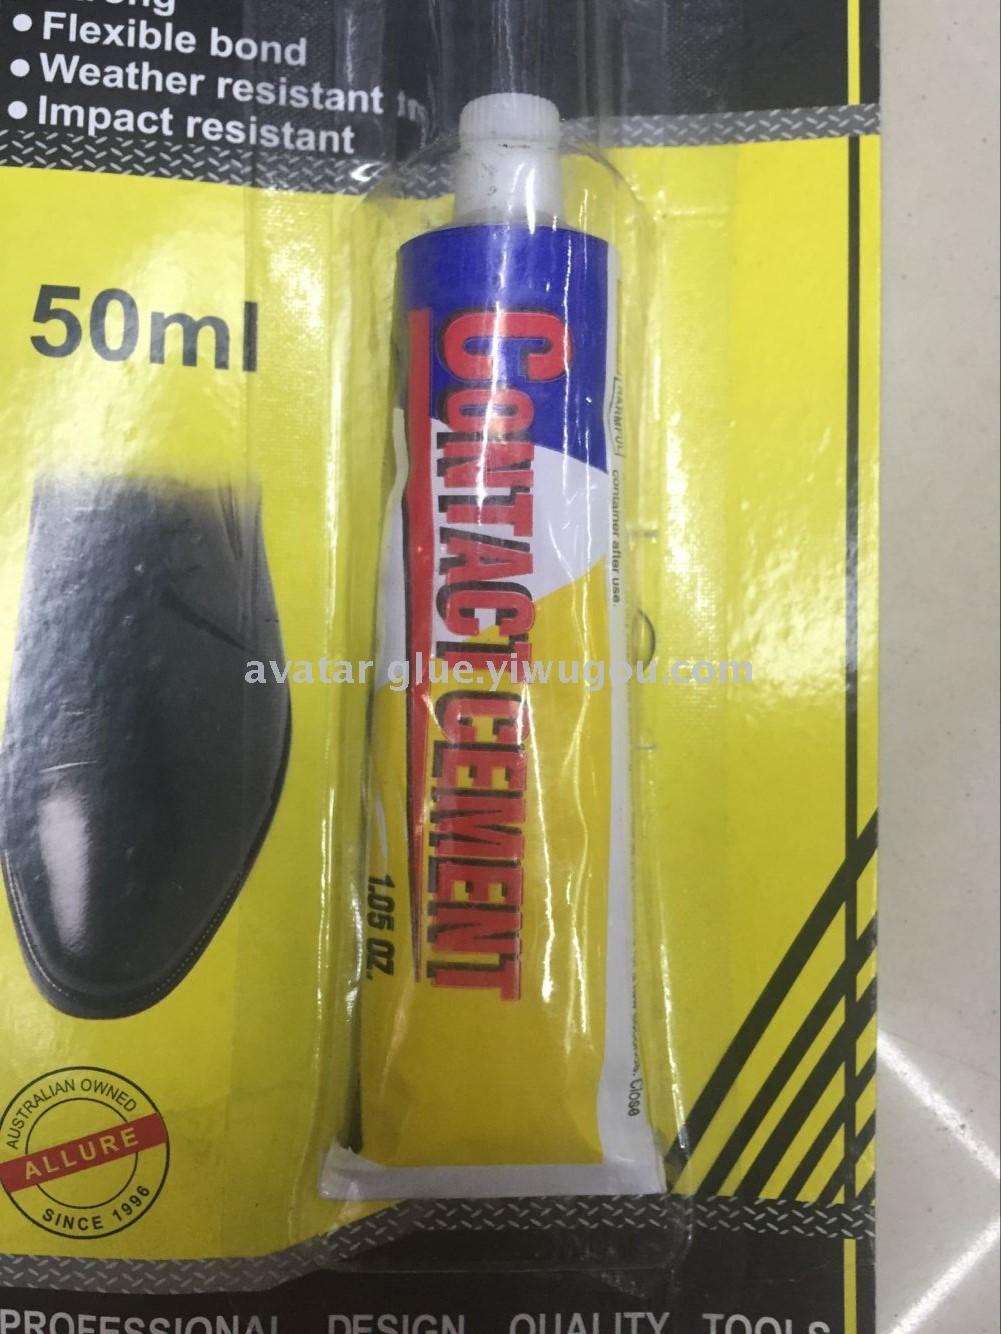 • Flexible bond
• Weather resistant
• Impact resistant
50ml
CONTACT CEMENT
1.05 OZ.
HARMFUL
container after use.
Close
avatar glue.yiwugou.com
AUSTRALIAN OWNED
ALLURE
SINCE 1996
PROFESSIONAL DESIGN QUALITY TOOLS